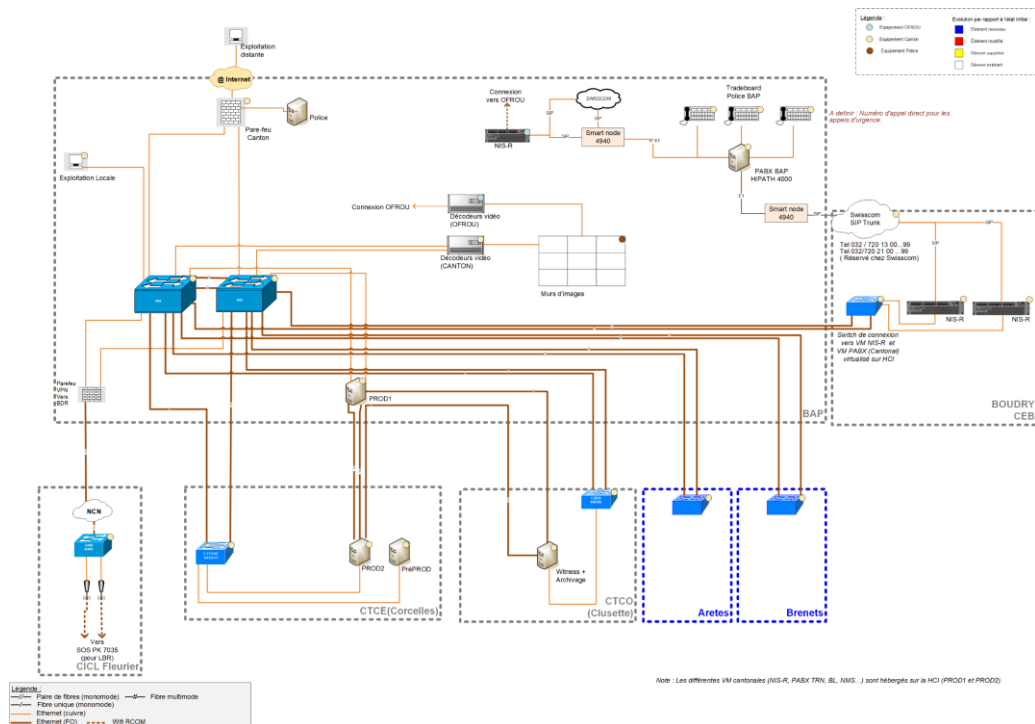 Légende :
Equipement OFROU
Equipement Canton
Equipement Police
Evolution par rapport à l'état initial :
Elément nouveau
Elément modifié
Elément supprimé
Elément existant
Exploitation
distante
@ Internet
Pare-feu
Canton
Police
Exploitation Locale
Connexion
vers OFROU
NIS-R
SWISSCOM
SIP
SIP
SIP
Smart node
4940
Tradeboard
Police BAP
A definir : Numéro d'appel direct pour les
appels d'urgence.
PABX BAP
HIPATH 4000
Smart node
4940
SIP
Swisscom
SIP Trunk
SIP
SIP
Tel 032 / 720 13 00...99
Tel 032/720 21 00 .. 99
( Réservé chez Swisscom)
Connexion OFROU
Décodeurs vidéo
(OFROU)
Décodeurs vidéo
(CANTON)
Murs d'images
NIS-R
NIS-R
Switch de connexion
vers VM NIS-R et
VM PABX (Cantonal)
virtualisé sur HCI
Parefeu
VPN
Vers
BDR
PROD1
BAP
BOUDRY
CEB
NCN
Vers
SOS PK 7035
(pour LBR)
CICL Fleurier
PROD2
PréPROD
CTCE(Corcelles)
Witness +
Archivage
CTCO
(Clusette)
Aretes
Brenets
Note : Les différentes VM cantonales (NIS-R, PABX TRN, BL, NMS...) sont hébergés sur la HCI (PROD1 et PROD2).
Légende :
Paire de fibres (monomode)
Fibre multimode
Fibre unique (monomode)
Ethernet (cuivre)
Ethernet (FO)
Wifi RCOM